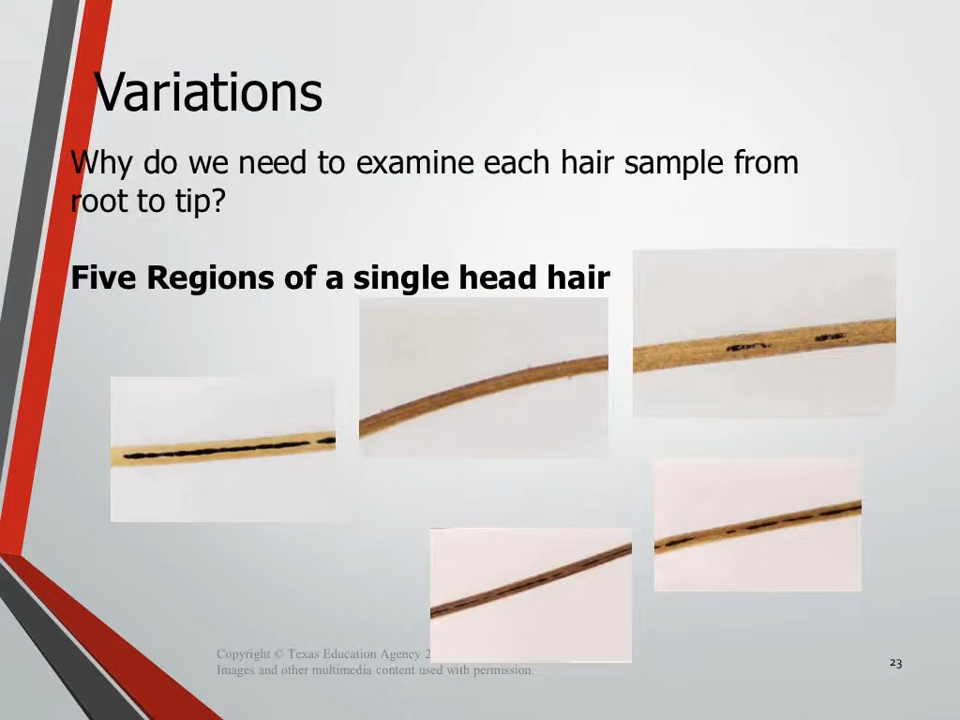 Variations
Why do we need to examine each hair sample from
root to tip?
Five Regions of a single head hair
Copyright © Texas Education Agency 2
Images and other multimedia content used with permission.
23